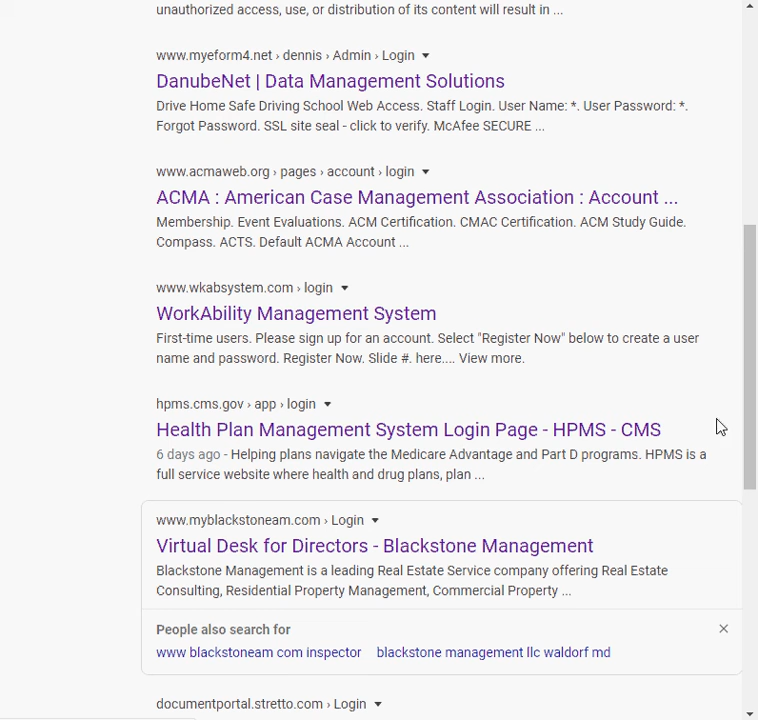 unauthorized access, use, or distribution of its content will result in ...
www.myeform4.net › dennis › Admin › Login
DanubeNet | Data Management Solutions
Drive Home Safe Driving School Web Access. Staff Login. User Name: *. User Password: *.
Forgot Password. SSL site seal - click to verify. McAfee SECURE ...
www.acmaweb.org › pages › account › login
ACMA : American Case Management Association : Account ...
Membership. Event Evaluations. ACM Certification. CMAC Certification. ACM Study Guide.
Compass. ACTS. Default ACMA Account ...
www.wkabsystem.com › login
WorkAbility Management System
First-time users. Please sign up for an account. Select "Register Now" below to create a user
name and password. Register Now. Slide #. here.... View more.
hpms.cms.gov › app › login
Health Plan Management System Login Page - HPMS - CMS
6 days ago - Helping plans navigate the Medicare Advantage and Part D programs. HPMS is a
full service website where health and drug plans, plan ...
www.myblackstoneam.com › Login
Virtual Desk for Directors - Blackstone Management
Blackstone Management is a leading Real Estate Service company offering Real Estate
Consulting, Residential Property Management, Commercial Property ...
People also search for
www blackstoneam com inspector blackstone management llc waldorf md
documentportal.stretto.com › Login